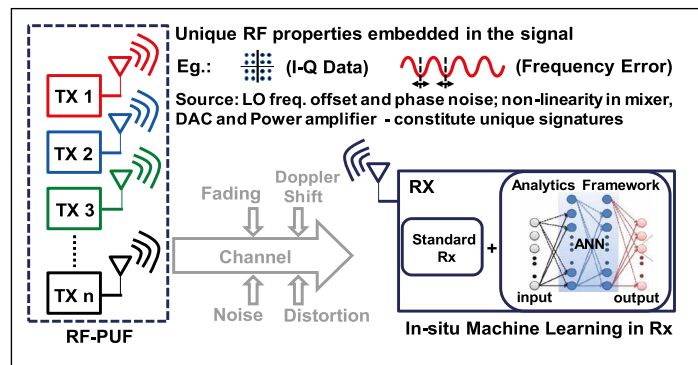 Unique RF properties embedded in the signal
Eg.: (I-Q Data) (Frequency Error)
Source: LO freq. offset and phase noise; non-linearity in mixer,
DAC and Power amplifier - constitute unique signatures
TX 1
TX 2
TX 3
TX n
RF-PUF
Fading
Doppler
Shift
Channel
Noise
Distortion
RX
Standard
Rx
+
Analytics Framework
ANN
input
output
In-situ Machine Learning in Rx